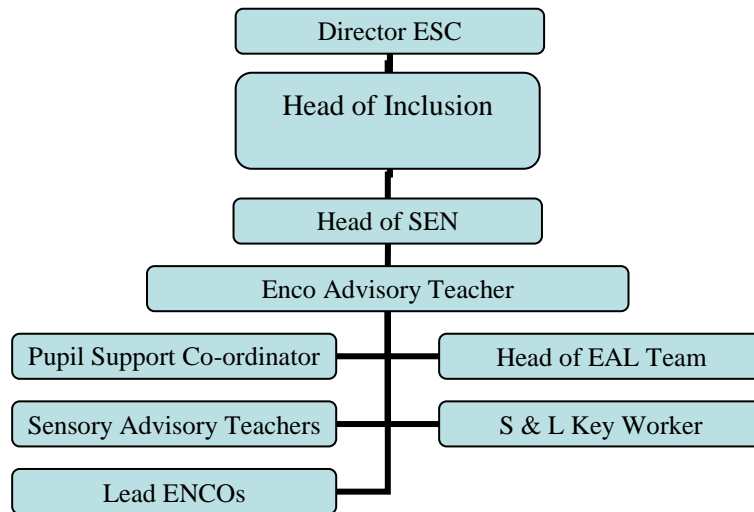 Director ESC
Head of Inclusion
Head of SEN
Enco Advisory Teacher
Pupil Support Co-ordinator
Head of EAL Team
Sensory Advisory Teachers
S & L Key Worker
Lead ENCOs